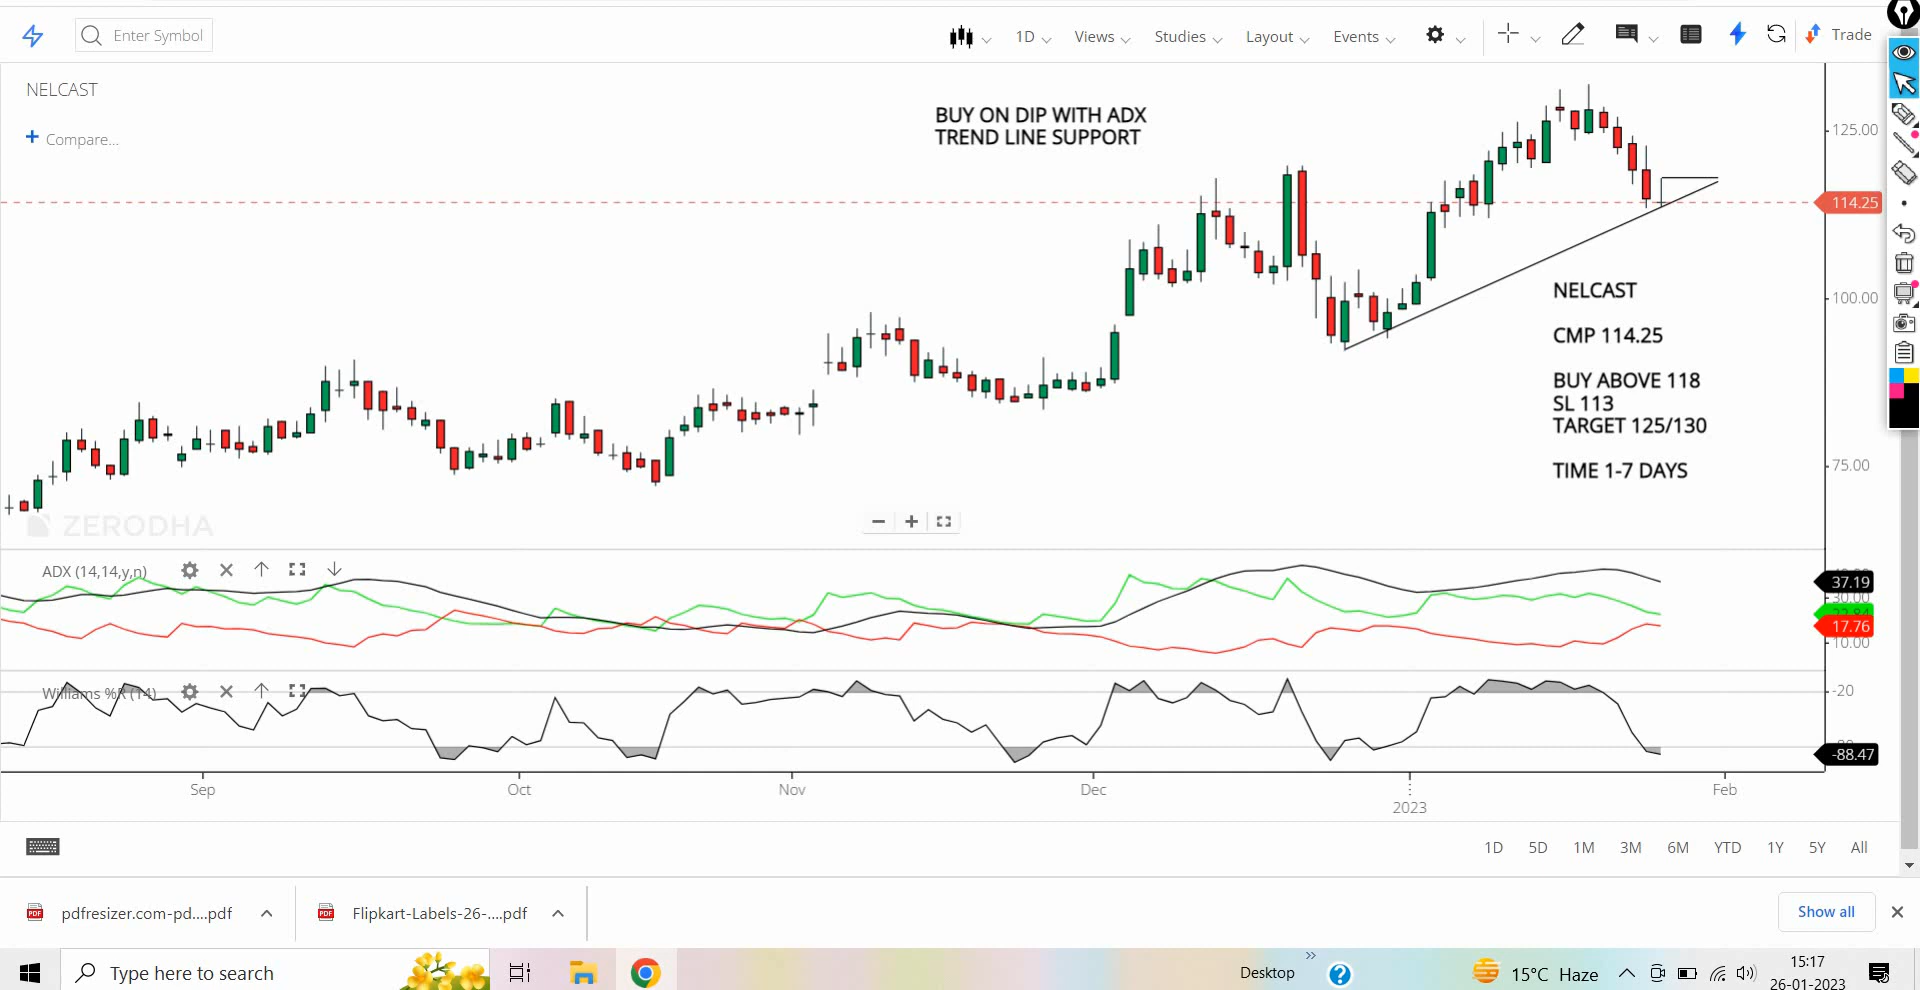 Enter Symbol
1D
Views
Studies
Layout
Events
Trade
NELCAST
+ Compare...
BUY ON DIP WITH ADX
TREND LINE SUPPORT
125.00
114.25
100.00
75.00
NELCAST
CMP 114.25
BUY ABOVE 118
SL 113
TARGET 125/130
TIME 1-7 DAYS
ZERODHA
ADX (14,14,y,n)
37.19
30.00
17.76
10.00
Williams %R (14)
-20
-88.47
Sep
Oct
Nov
Dec
2023
Feb
1D 5D 1M 3M 6M YTD 1Y 5Y All
pdfresizer.com-pd....pdf
Flipkart-Labels-26-....pdf
Show all
Type here to search
Desktop
15°C Haze
15:17
26-01-2023